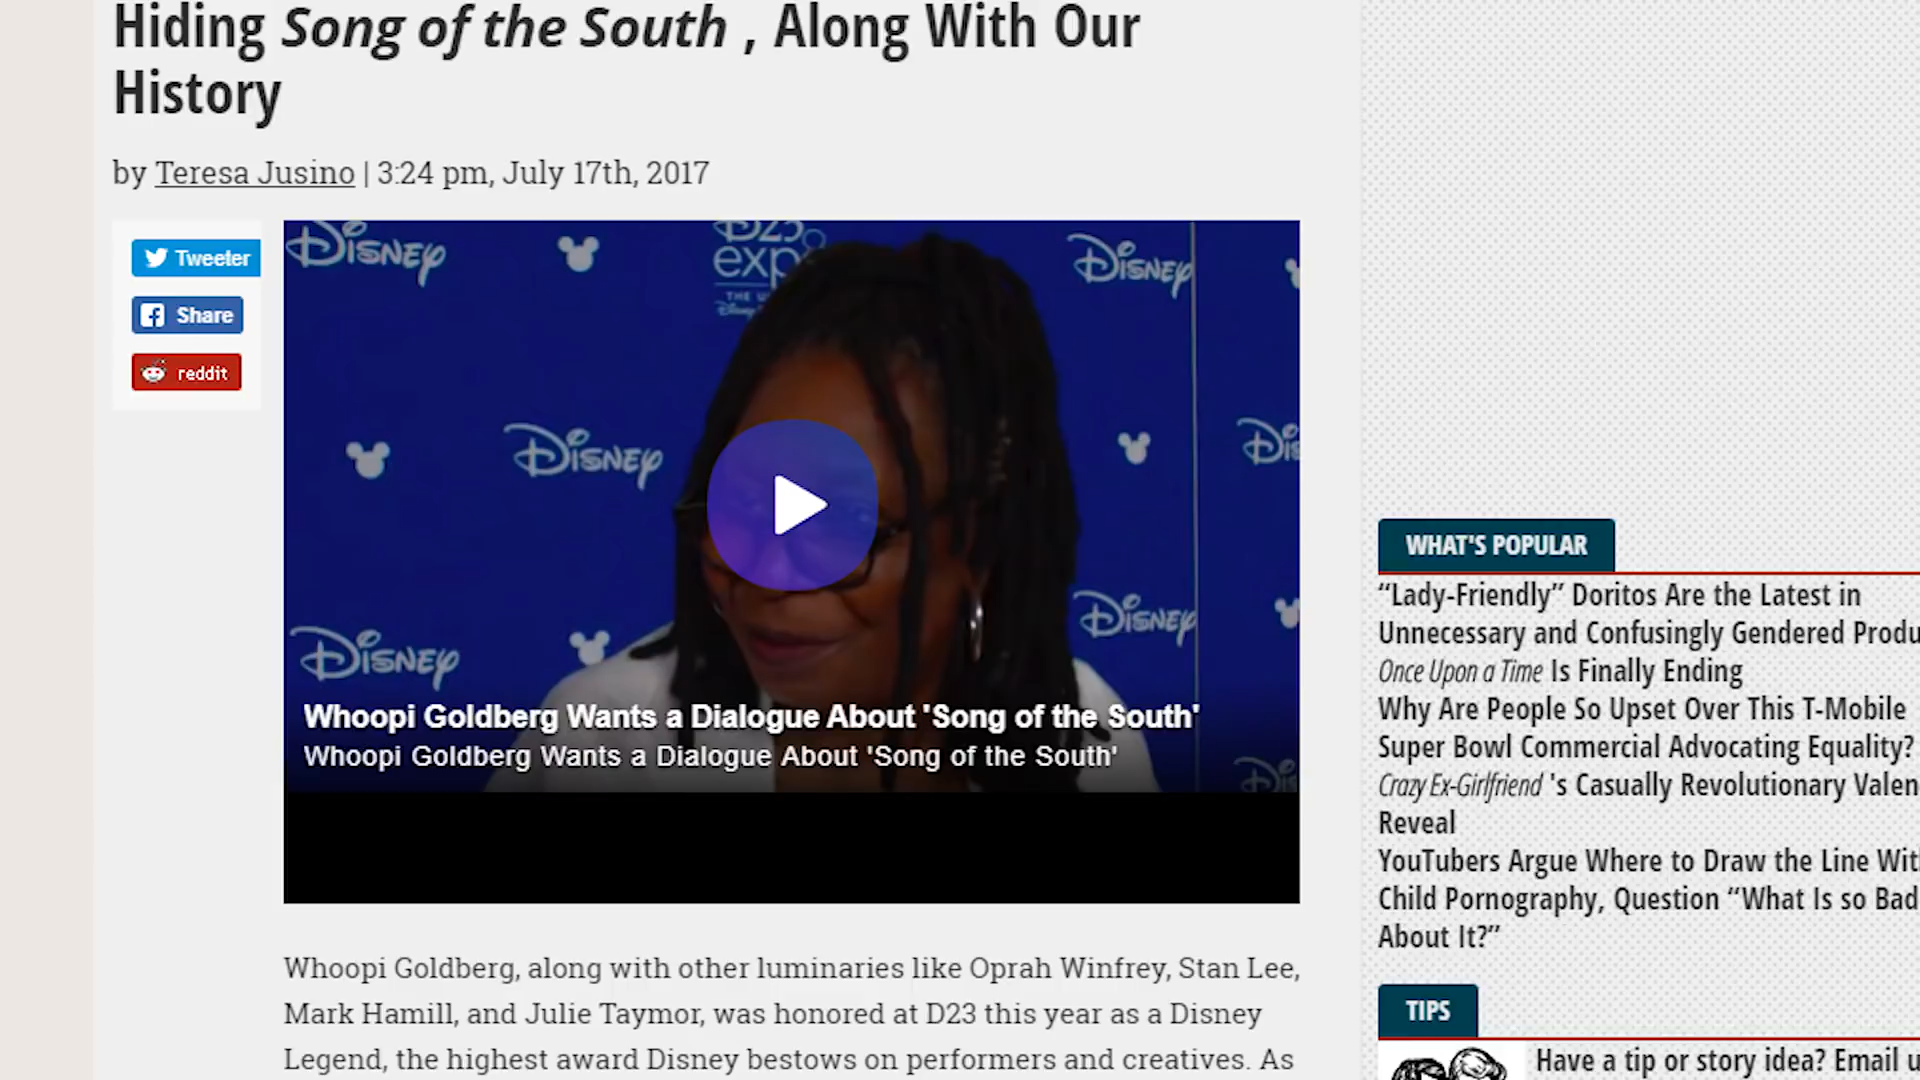 Hiding Song of the South , Along With Our
History
by Teresa Jusino | 3:24 pm, July 17th, 2017
Tweeter
Share
reddit
DISNEY
D23
expo
DISNEY
DISNEY
DISNEY
DISNEY
Whoopi Goldberg Wants a Dialogue About 'Song of the South'
Whoopi Goldberg Wants a Dialogue About 'Song of the South'
Whoopi Goldberg, along with other luminaries like Oprah Winfrey, Stan Lee,
Mark Hamill, and Julie Taymor, was honored at D23 this year as a Disney
Legend, the highest award Disney bestows on performers and creatives. As
WHAT'S POPULAR
“Lady-Friendly” Doritos Are the Latest in
Unnecessary and Confusingly Gendered Produ
Once Upon a Time Is Finally Ending
Why Are People So Upset Over This T-Mobile
Super Bowl Commercial Advocating Equality?
Crazy Ex-Girlfriend 's Casually Revolutionary Valen
Reveal
YouTubers Argue Where to Draw the Line Wit
Child Pornography, Question “What Is so Bad
About It?”
TIPS
Have a tip or story idea? Email u